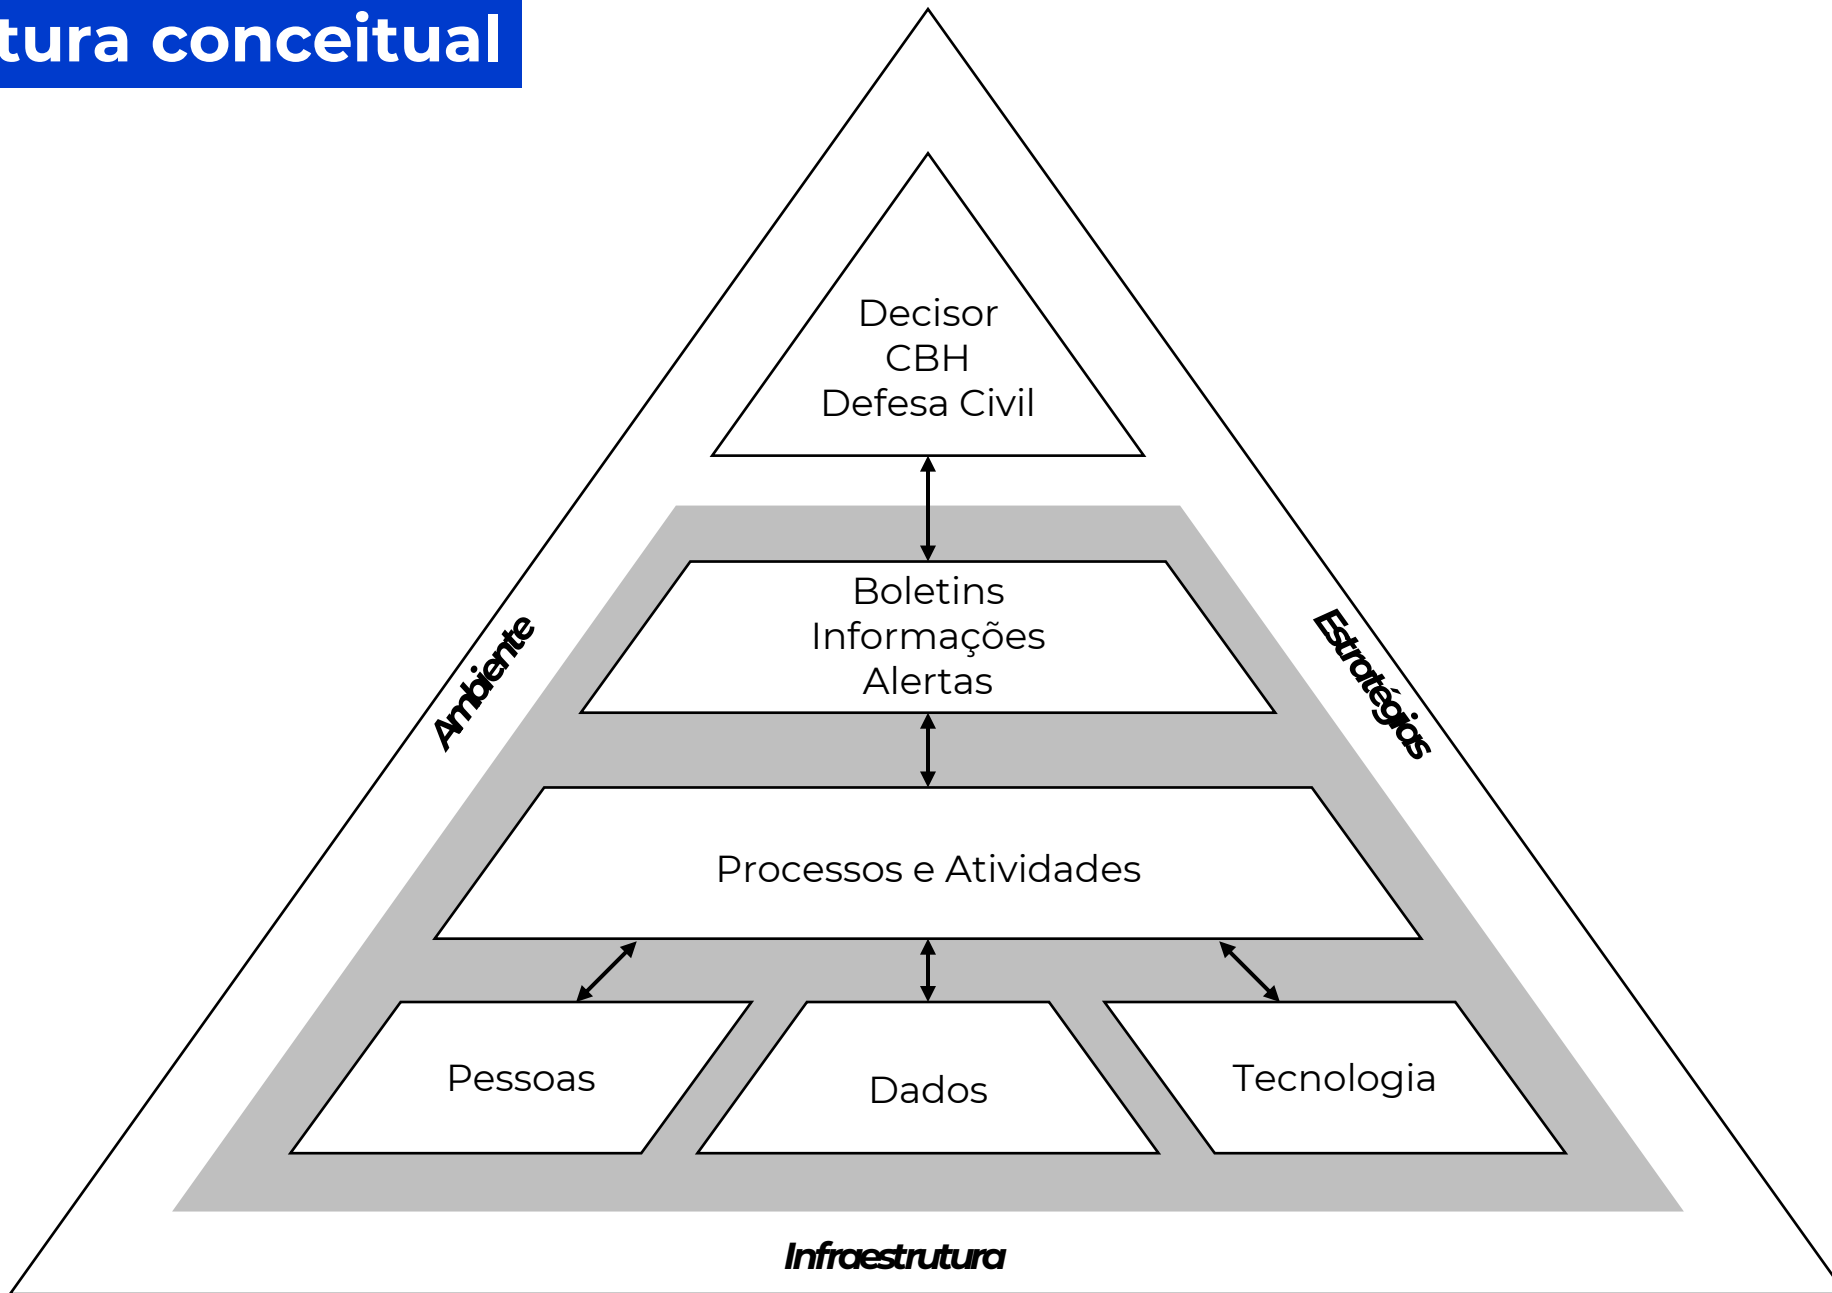 tura conceitual
Decisor
CBH
Defesa Civil
Boletins
Informações
Alertas
Ambiente
Estratégias
Processos e Atividades
Pessoas
Dados
Tecnologia
Infraestrutura